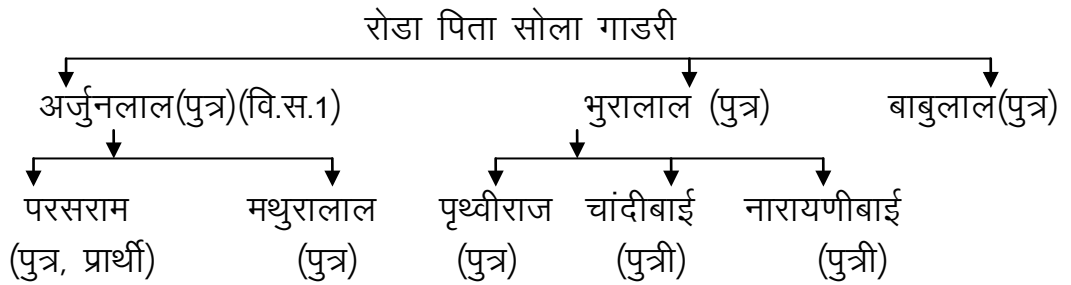 रोडा पिता सोला गाडरी
अर्जुनलाल(पुत्र)(वि.स.1) भुरालाल (पुत्र) बाबुलाल(पुत्र)
परसराम मथुरालाल पृथ्वीराज चांदीबाई नारायणीबाई
(पुत्र, प्रार्थी) (पुत्र) (पुत्र) (पुत्री) (पुत्री)